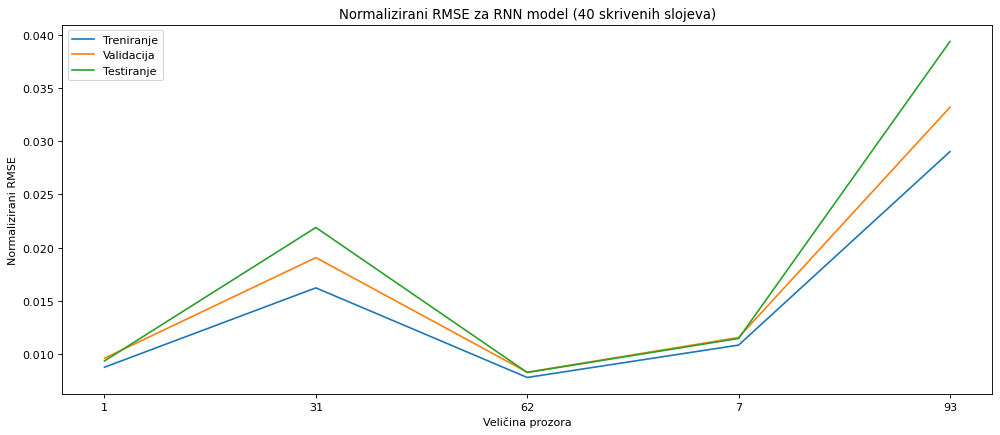 Normalizirani RMSE za RNN model (40 skrivenih slojeva)
Treniranje
Validacija
Testiranje
Normalizirani RMSE
0.040
0.035
0.030
0.025
0.020
0.015
0.010
1 31 62 7 93
Veličina prozora